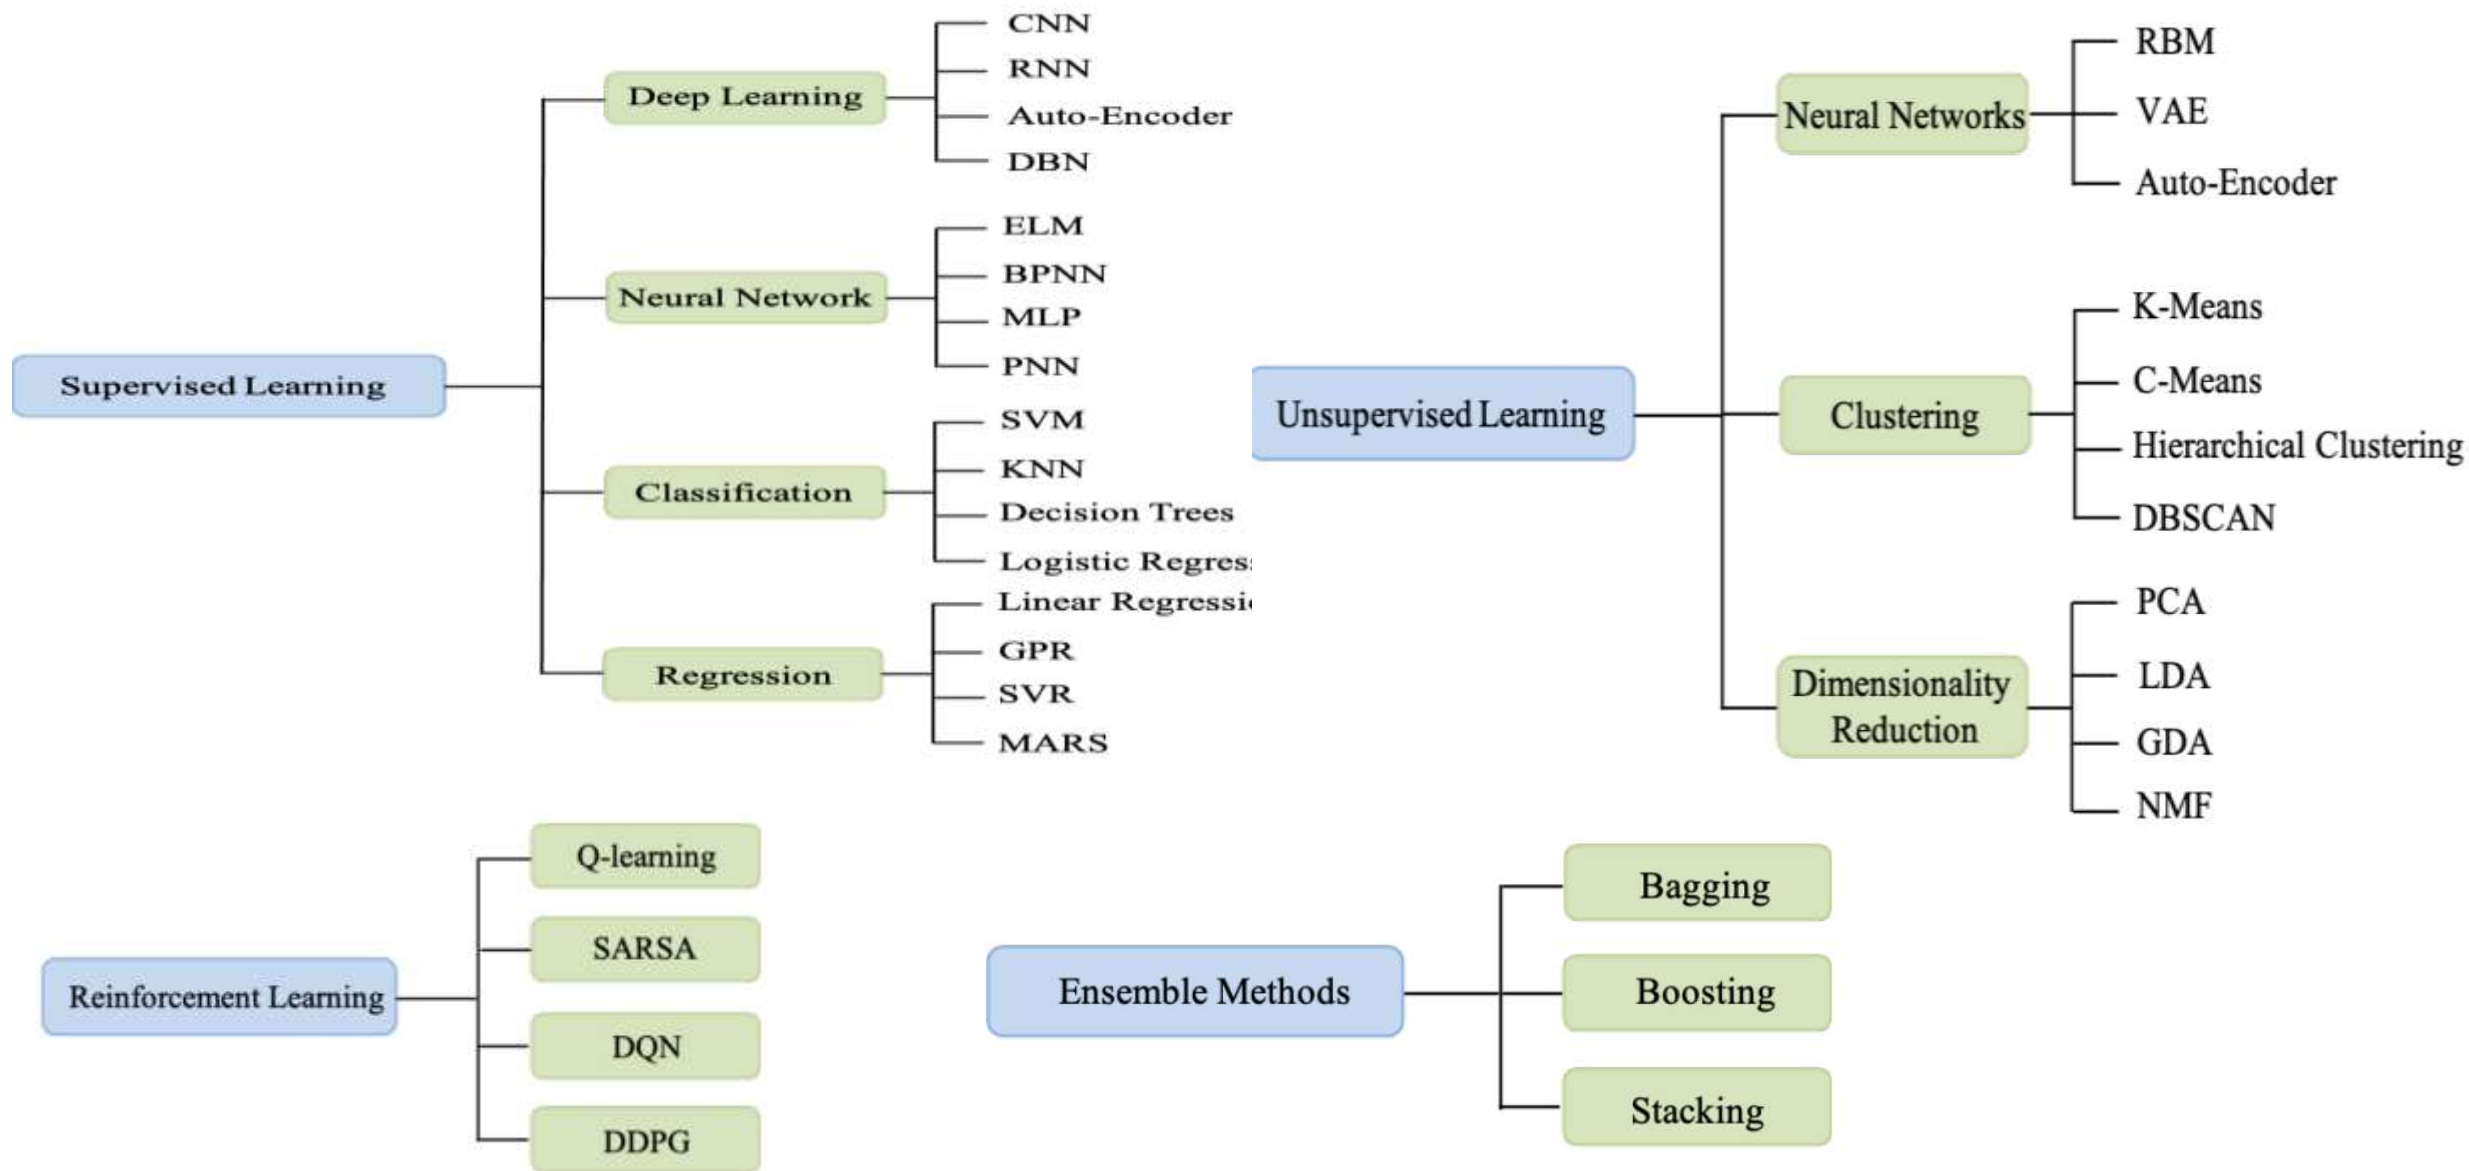 Supervised Learning
Deep Learning
CNN
RNN
Auto-Encoder
DBN
Neural Network
ELM
BPNN
MLP
PNN
Classification
SVM
KNN
Decision Trees
Logistic Regres
Regression
Linear Regressi
GPR
SVR
MARS
Unsupervised Learning
Neural Networks
RBM
VAE
Auto-Encoder
Clustering
K-Means
C-Means
Hierarchical Clustering
DBSCAN
Dimensionality
Reduction
PCA
LDA
GDA
NMF
Reinforcement Learning
Q-learning
SARSA
DQN
DDPG
Ensemble Methods
Bagging
Boosting
Stacking